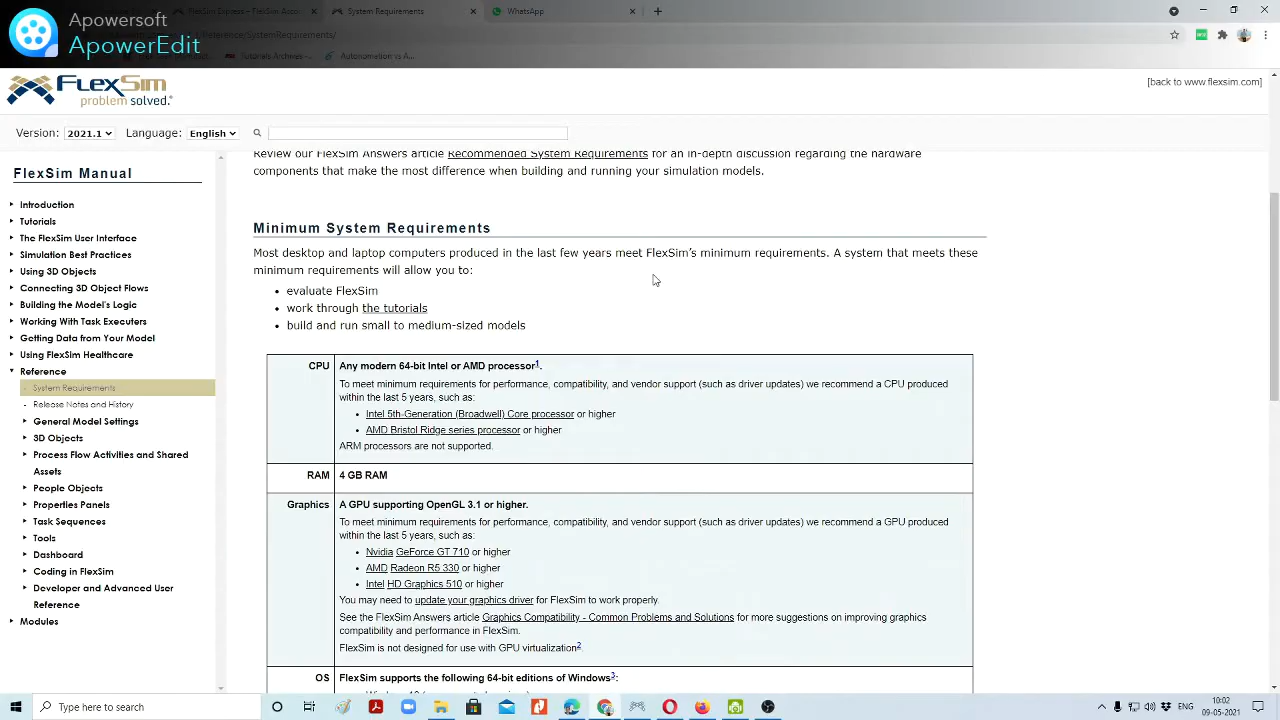 Apowersoft
ApowerEdit
FlexSim Express – FlexSim Acco
System Requirements
WhatsApp
/Reference/SystemRequirements/
Tutorials Archives -
Automation vs A...
FlexSim
problem solved.®
[back to www.flexsim.com]
Version: 2021.1 Language: English
FlexSim Manual
Introduction
Tutorials
The FlexSim User Interface
Simulation Best Practices
Using 3D Objects
Connecting 3D Object Flows
Building the Model's Logic
Working With Task Executers
Getting Data from Your Model
Using FlexSim Healthcare
Reference
System Requirements
Release Notes and History
General Model Settings
3D Objects
Process Flow Activities and Shared
Assets
People Objects
Properties Panels
Task Sequences
Tools
Dashboard
Coding in FlexSim
Developer and Advanced User
Reference
Modules
Review our FlexSim Answers article Recommended System Requirements for an in-depth discussion regarding the hardware
components that make the most difference when building and running your simulation models.
Minimum System Requirements
Most desktop and laptop computers produced in the last few years meet FlexSim's minimum requirements. A system that meets these
minimum requirements will allow you to:
• evaluate FlexSim
• work through the tutorials
• build and run small to medium-sized models
CPU Any modern 64-bit Intel or AMD processor1.
To meet minimum requirements for performance, compatibility, and vendor support (such as driver updates) we recommend a CPU produced
within the last 5 years, such as:
• Intel 5th-Generation (Broadwell) Core processor or higher
• AMD Bristol Ridge series processor or higher
ARM processors are not supported.
RAM 4 GB RAM
Graphics A GPU supporting OpenGL 3.1 or higher.
To meet minimum requirements for performance, compatibility, and vendor support (such as driver updates) we recommend a GPU produced
within the last 5 years, such as:
• Nvidia GeForce GT 710 or higher
• AMD Radeon R5 330 or higher
• Intel HD Graphics 510 or higher
You may need to update your graphics driver for FlexSim to work properly.
See the FlexSim Answers article Graphics Compatibility - Common Problems and Solutions for more suggestions on improving graphics
compatibility and performance in FlexSim.
FlexSim is not designed for use with GPU virtualization2.
OS FlexSim supports the following 64-bit editions of Windows3:
Type here to search
ENG
10:02
09-05-2021